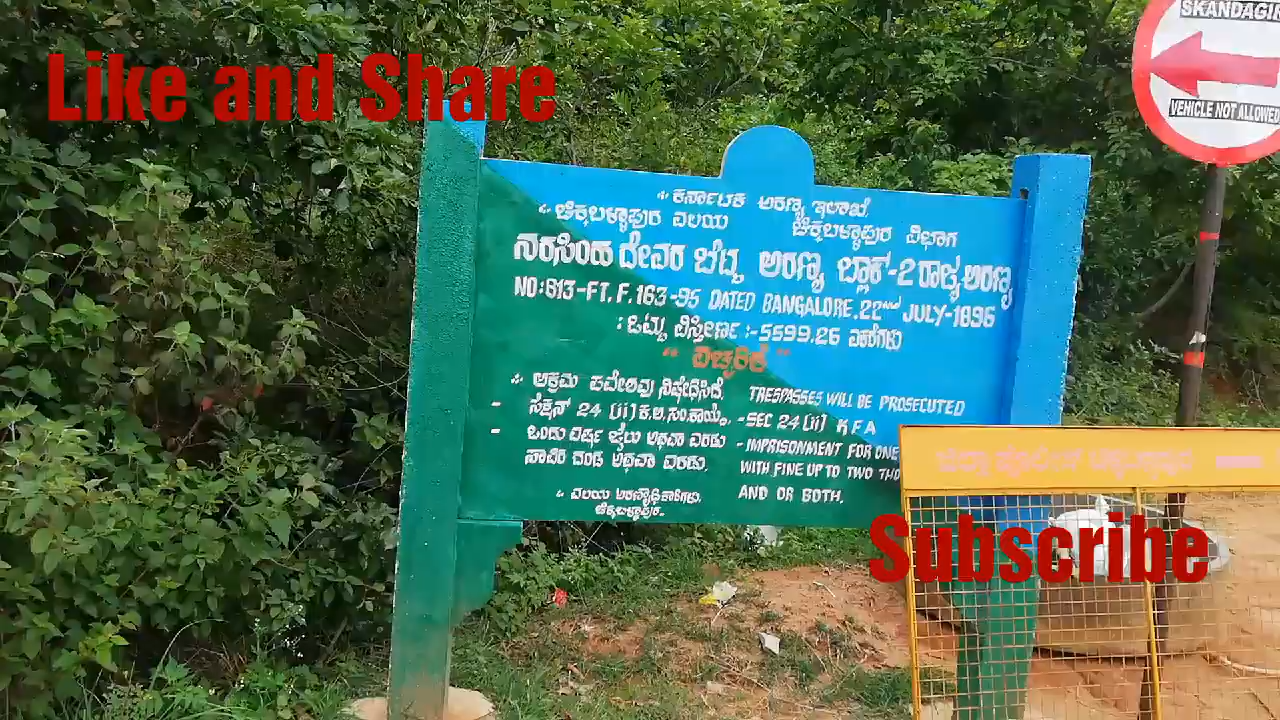 Like and Share
SKANDAGIR
VEHICLE NOT ALLOWED
ಕರ್ನಾಟಕ ಅರಣ್ಯ ಇಲಾಖೆ
ಚಿಕ್ಕಬಳ್ಳಾಪುರ ವಲಯ ಚಿಕ್ಕಬಳ್ಳಾಪುರ ವಿಭಾಗ
ನರಸಿಂಹ ದೇವರ ಬೆಟ್ಟ ಅರಣ್ಯ ಬ್ಲಾಕ್-2 ರಾಜ್ಯ ಅರಣ್ಯ
NO:813-FT.F.163-95 DATED BANGALORE.22nd JULY-1896
:ಒಟ್ಟು ವಿಸ್ತೀರ್ಣ:-5599.26 ಎಕರೆಗಳು
"ಎಚ್ಚರಿಕೆ"
ಅಕ್ರಮ ಪ್ರವೇಶವು ನಿಷೇಧಿಸಿದೆ. TRESPASSES WILL BE PROSECUTED
- ಸೆಕ್ಷನ್ 24 (ii) ಕ.ಅ.ಸಂ.ಕಾಯ್ದೆ. - SEC 24 (ii) K F A
- ಒಂದು ವರ್ಷ ಜೈಲು ಅಥವಾ ಎರಡು - IMPRISONMENT FOR ONE
ಸಾವಿರ ದಂಡ ಅಥವಾ ಎರಡು. WITH FINE UP TO TWO THO
AND OR BOTH.
ವಲಯ ಅರಣ್ಯಾಧಿಕಾರಿಗಳು.
ಚಿಕ್ಕಬಳ್ಳಾಪುರ.
Subscribe